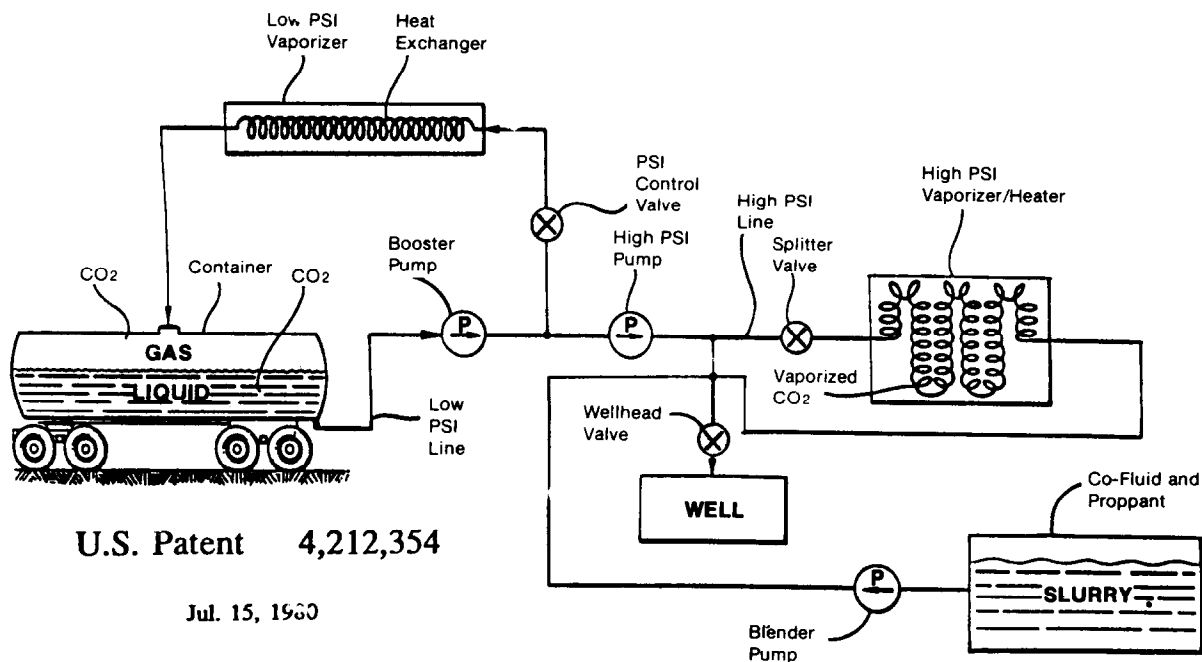 Low PSI
Vaporizer
Heat
Exchanger
PSI
Control
Valve
High PSI
Line
High PSI
Vaporizer/Heater
Booster
Pump
High PSI
Pump
Splitter
Valve
CO2
Container
CO2
P
P
GAS
LIQUID
Low
PSI
Line
Vaporized
CO2
Wellhead
Valve
WELL
Co-Fluid and
Proppant
U.S. Patent 4,212,354
P
SLURRY
Jul. 15, 1980
Blender
Pump